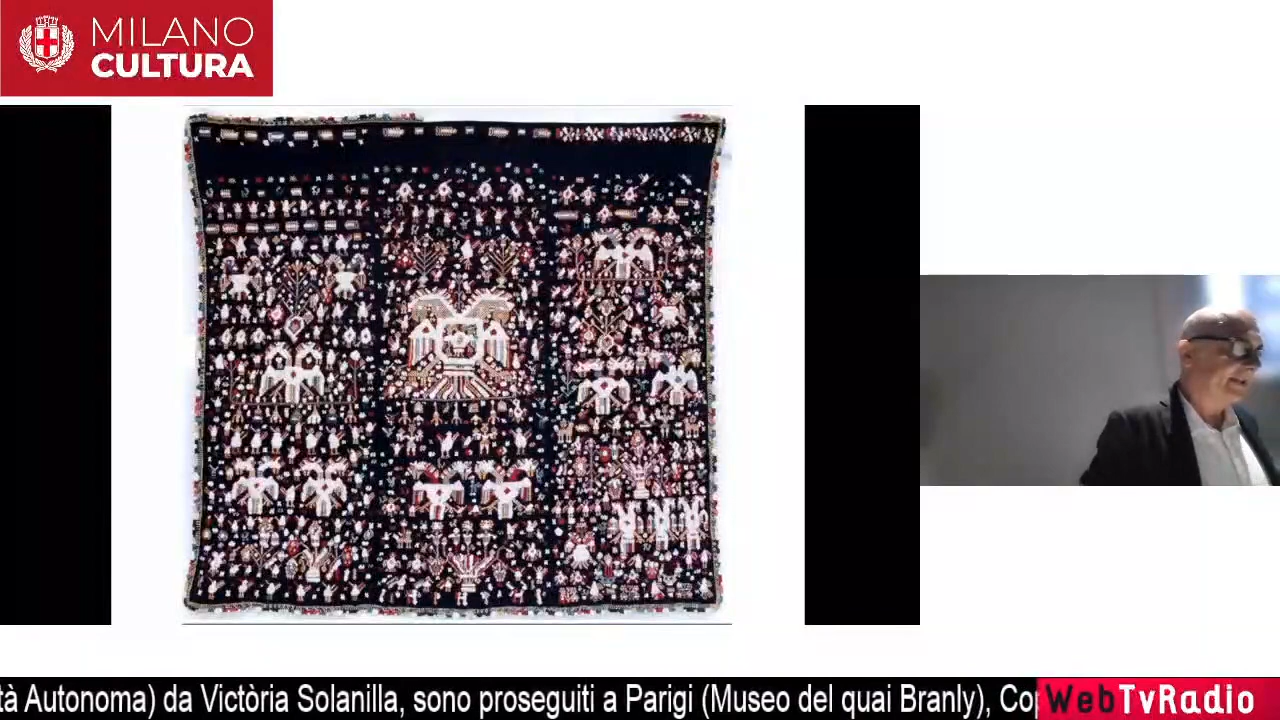 MILANO
CULTURA
tà Autonoma) da Victòria Solanilla, sono proseguiti a Parigi (Museo del quai Branly), Co
WebTvRadio